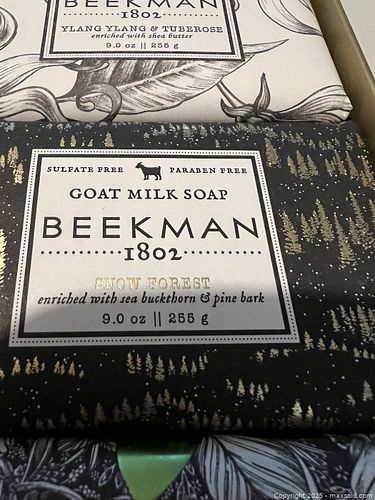 BEEKMAN
1802
YLANG YLANG & TUBEROSE
enriched with shea butter
9.0 oz || 255 g
SULFATE FREE PARABEN FREE
GOAT MILK SOAP
BEEKMAN
1802
SNOW FOREST
enriched with sea buckthorn & pine bark
9.0 oz || 255 g
Copyright 2025 - maxsold.com